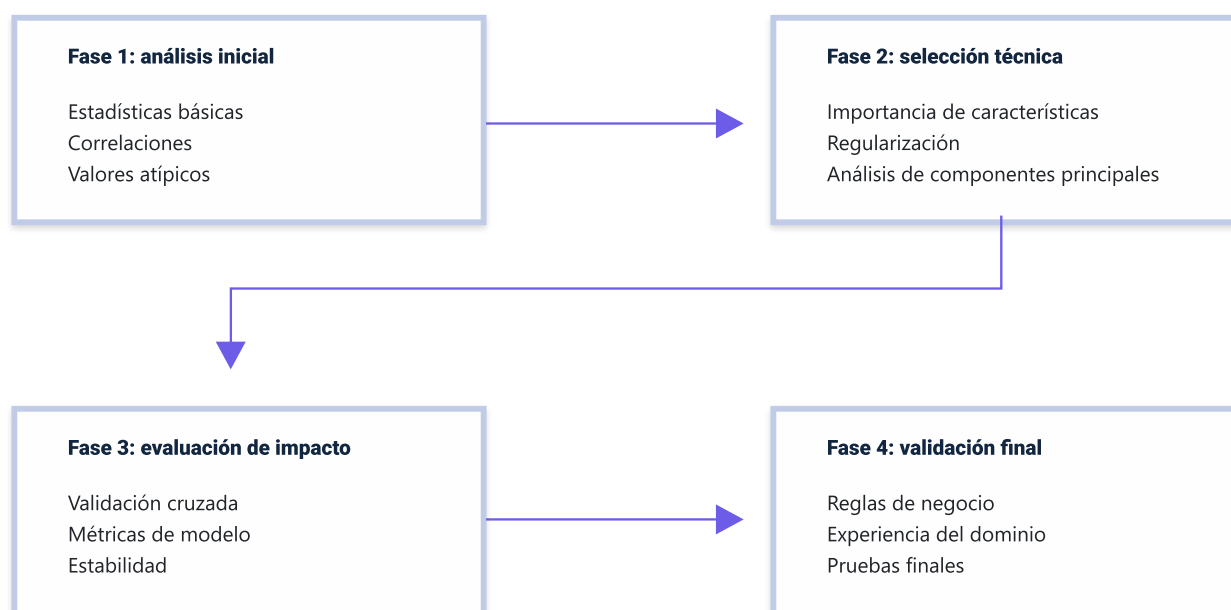 Fase 1: análisis inicial
Estadísticas básicas
Correlaciones
Valores atípicos
Fase 2: selección técnica
Importancia de características
Regularización
Análisis de componentes principales
Fase 3: evaluación de impacto
Validación cruzada
Métricas de modelo
Estabilidad
Fase 4: validación final
Reglas de negocio
Experiencia del dominio
Pruebas finales